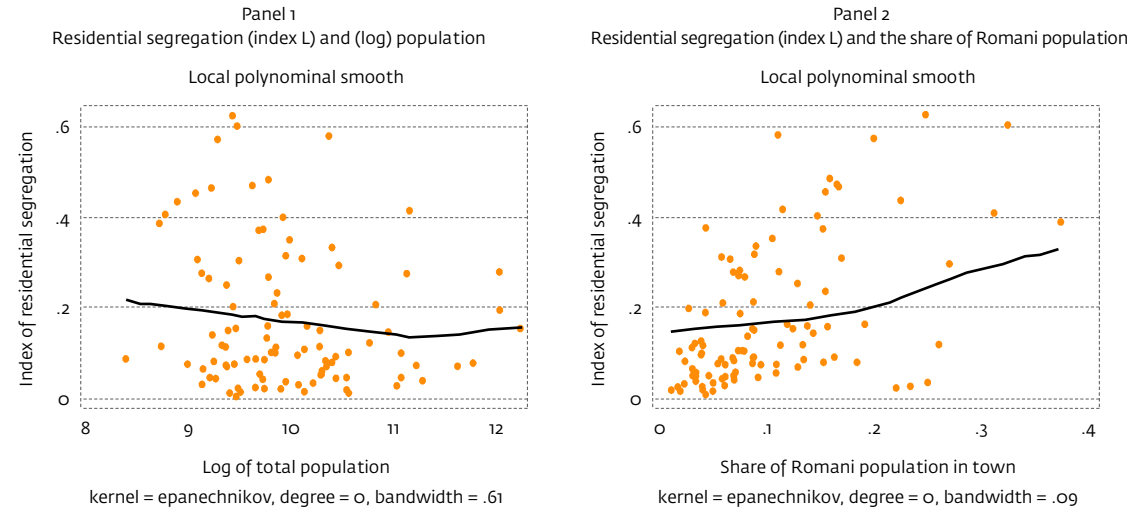 Panel 1
Residential segregation (index L) and (log) population
Local polynominal smooth
Index of residential segregation
.6
.4
.2
0
8 9 10 11 12
Log of total population
kernel = epanechnikov, degree = 0, bandwidth = .61
Panel 2
Residential segregation (index L) and the share of Romani population
Local polynominal smooth
Index of residential segregation
.6
.4
.2
0
0 .1 .2 .3 .4
Share of Romani population in town
kernel = epanechnikov, degree = 0, bandwidth = .09